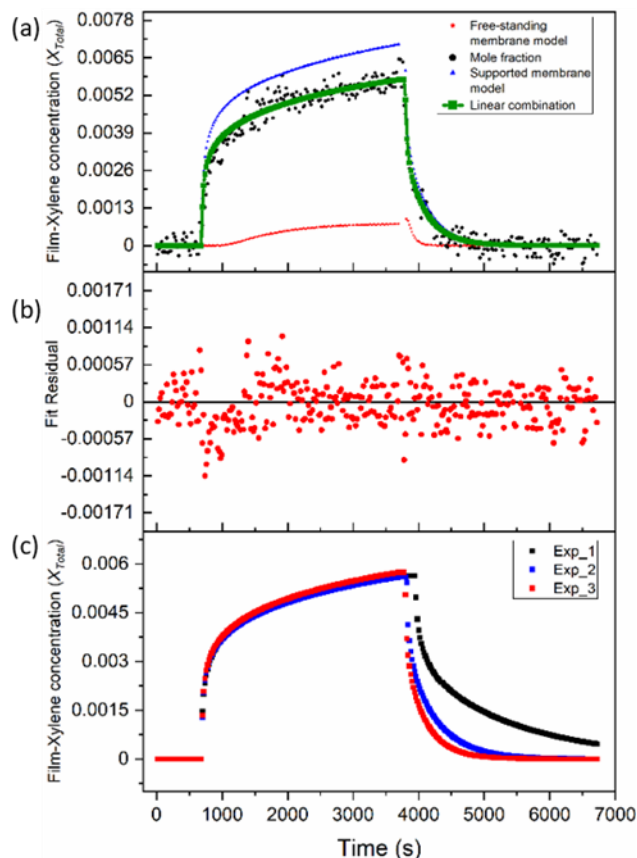 (a)
Film-Xylene concentration (X_Total)
0.0078
0.0065
0.0052
0.0039
0.0026
0.0013
0
Free-standing
membrane model
Mole fraction
Supported membrane
model
Linear combination
(b)
Fit Residual
0.00171
0.00114
0.00057
0
-0.00057
-0.00114
-0.00171
(c)
Film-Xylene concentration (X_Total)
0.006
0.0045
0.003
0.0015
0
Exp_1
Exp_2
Exp_3
0 1000 2000 3000 4000 5000 6000 7000
Time (s)